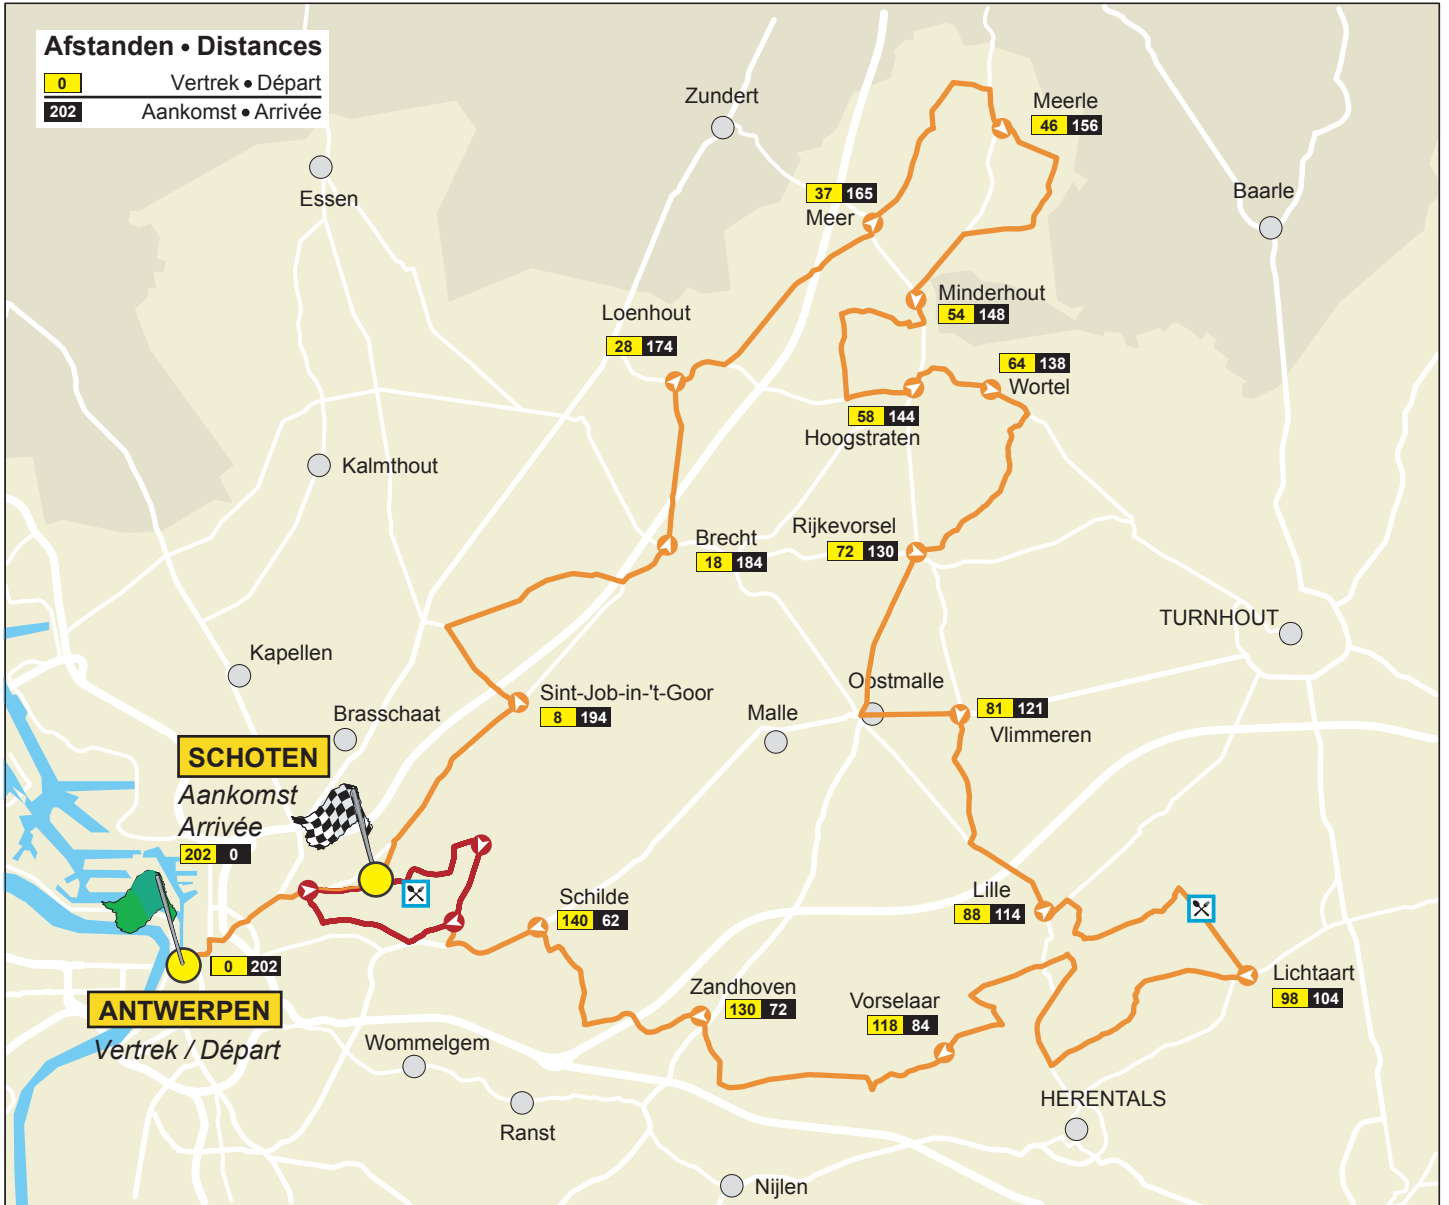 Afstanden • Distances
0 Vertrek • Départ
202 Aankomst • Arrivée
Zundert
Meerle
46 156
Essen
37 165
Meer
Baarle
Loenhout
28 174
Minderhout
54 148
64 138
Wortel
58 144
Hoogstraten
Kalmthout
Brecht
18 184
Rijkevorsel
72 130
TURNHOUT
Kapellen
Sint-Job-in-'t-Goor
8 194
Oostmalle
Malle
81 121
Vlimmeren
Brasschaat
SCHOTEN
Aankomst
Arrivée
202 0
Schilde
140 62
Lille
88 114
0 202
ANTWERPEN
Vertrek / Départ
Zandhoven
130 72
Vorselaar
118 84
Lichtaart
98 104
Wommelgem
HERENTALS
Ranst
Nijlen